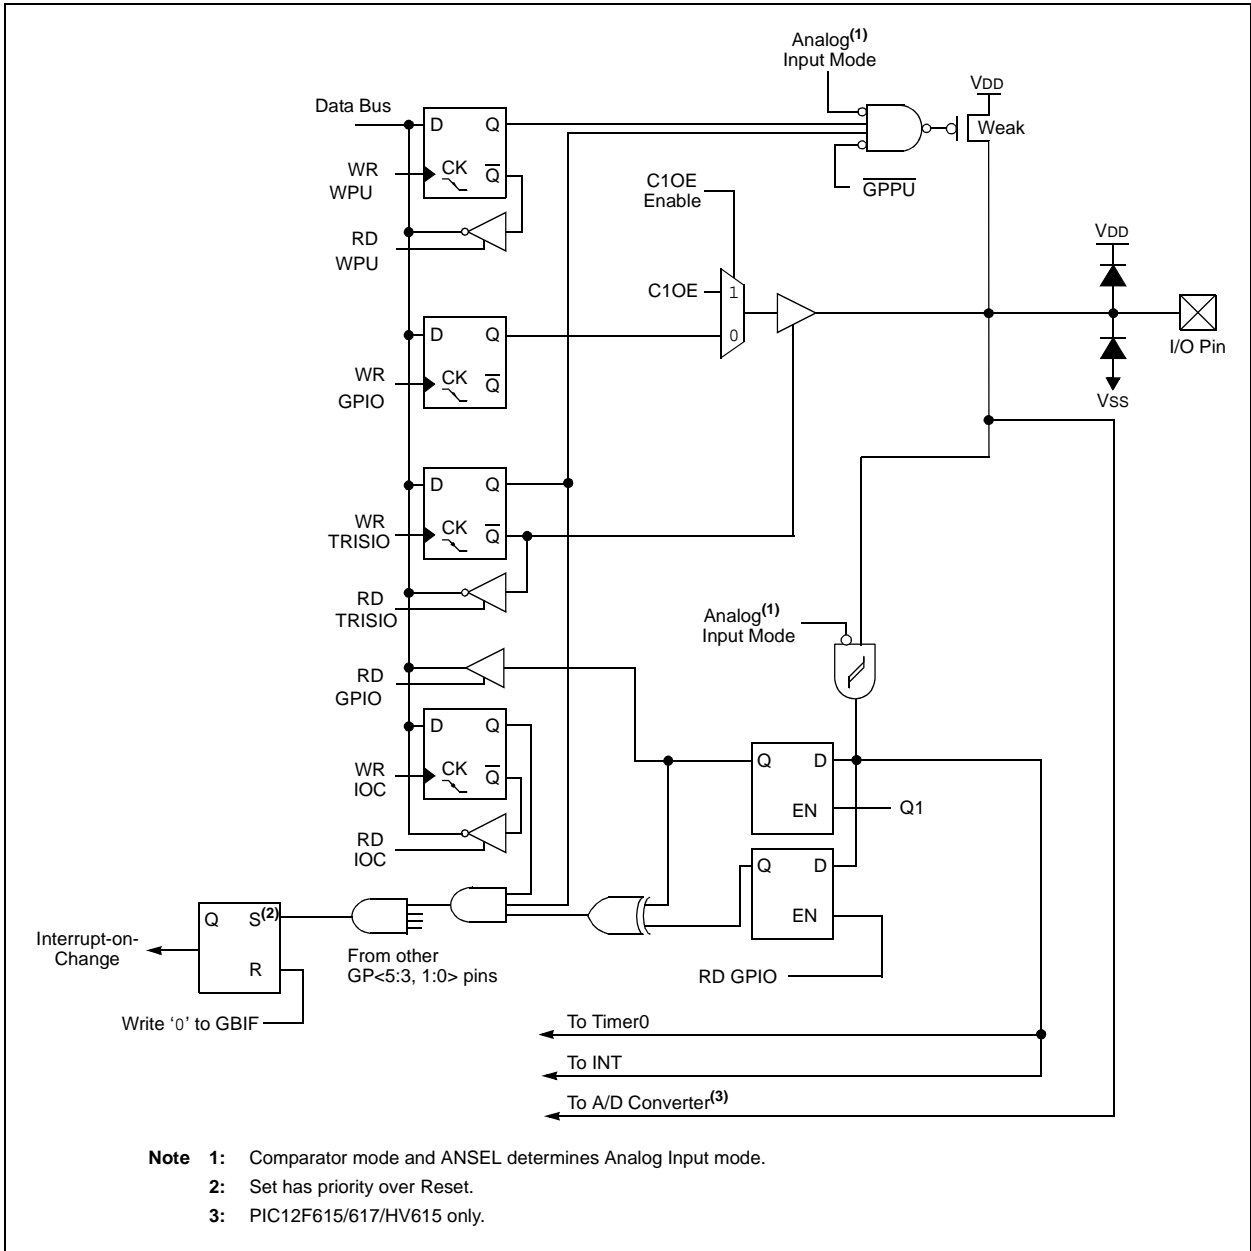 Analog(1)
Input Mode
VDD
Data Bus
D
Q
Weak
WR
WPU
CK
Q
GPPU
C1OE
Enable
RD
WPU
VDD
C1OE
1
D
Q
0
I/O Pin
WR
GPIO
CK
Q
VSS
D
Q
WR
TRISIO
CK
Q
RD
TRISIO
Analog(1)
Input Mode
RD
GPIO
D
Q
Q
D
WR
IOC
CK
Q
EN
Q1
RD
IOC
Q
D
Q
S(2)
EN
Interrupt-on-
Change
From other
GP<5:3, 1:0> pins
R
RD GPIO
Write ‘0’ to GBIF
To Timer0
To INT
To A/D Converter(3)
Note 1: Comparator mode and ANSEL determines Analog Input mode.
2: Set has priority over Reset.
3: PIC12F615/617/HV615 only.